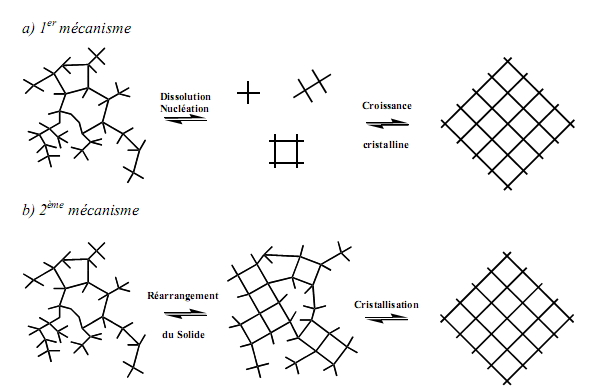 a) 1er mécanisme
Dissolution
Nucléation
Croissance
cristalline
b) 2ème mécanisme
Réarrangement
du Solide
Cristallisation